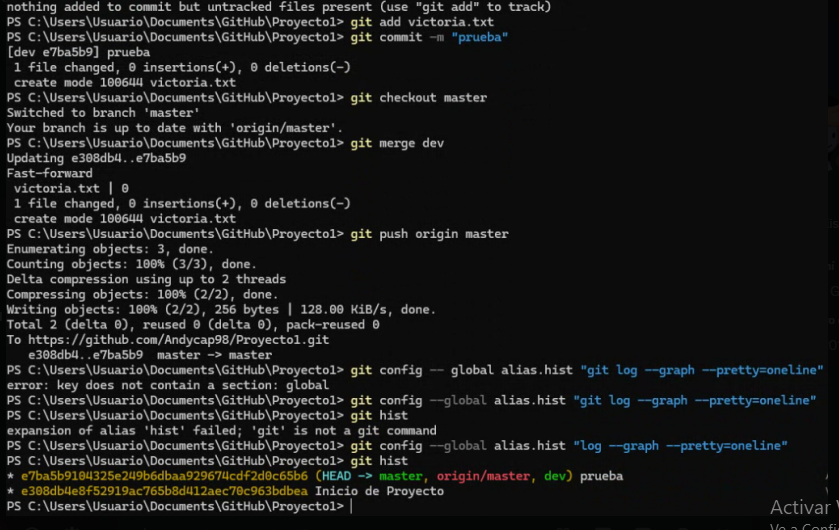 nothing added to commit but untracked files present (use "git add" to track)
PS C:\Users\Usuario\Documents\GitHub\Proyecto1> git add victoria.txt
PS C:\Users\Usuario\Documents\GitHub\Proyecto1> git commit -m "prueba"
[dev e7ba5b9] prueba
 1 file changed, 0 insertions(+), 0 deletions(-)
 create mode 100644 victoria.txt
PS C:\Users\Usuario\Documents\GitHub\Proyecto1> git checkout master
Switched to branch 'master'
Your branch is up to date with 'origin/master'.
PS C:\Users\Usuario\Documents\GitHub\Proyecto1> git merge dev
Updating e308db4..e7ba5b9
Fast-forward
 victoria.txt | 0
 1 file changed, 0 insertions(+), 0 deletions(-)
 create mode 100644 victoria.txt
PS C:\Users\Usuario\Documents\GitHub\Proyecto1> git push origin master
Enumerating objects: 3, done.
Counting objects: 100% (3/3), done.
Delta compression using up to 2 threads
Compressing objects: 100% (2/2), done.
Writing objects: 100% (2/2), 256 bytes | 128.00 KiB/s, done.
Total 2 (delta 0), reused 0 (delta 0), pack-reused 0
To https://github.com/Andycap98/Proyecto1.git
   e308db4..e7ba5b9  master -> master
PS C:\Users\Usuario\Documents\GitHub\Proyecto1> git config -- global alias.hist "git log --graph --pretty=oneline"
error: key does not contain a section: global
PS C:\Users\Usuario\Documents\GitHub\Proyecto1> git config --global alias.hist "git log --graph --pretty=oneline"
PS C:\Users\Usuario\Documents\GitHub\Proyecto1> git hist
expansion of alias 'hist' failed; 'git' is not a git command
PS C:\Users\Usuario\Documents\GitHub\Proyecto1> git config --global alias.hist "log --graph --pretty=oneline"
PS C:\Users\Usuario\Documents\GitHub\Proyecto1> git hist
* e7ba5b9104325e249b6dbaa929674cdf2d0c65b6 (HEAD -> master, origin/master, dev) prueba
* e308db4e8f52919ac765b8d412aec70c963bdbea Inicio de Proyecto
PS C:\Users\Usuario\Documents\GitHub\Proyecto1>
Activar